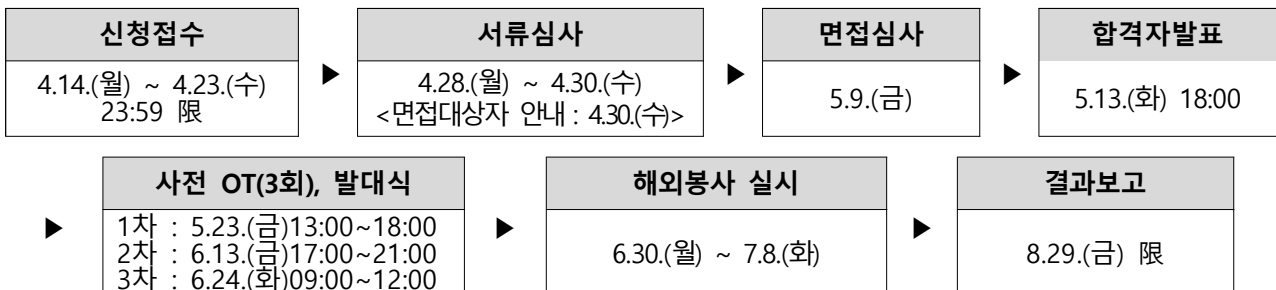 신청접수
4.14.(월) ~ 4.23.(수)
23:59 限
▶
서류심사
4.28.(월) ~ 4.30.(수)
<면접대상자 안내 : 4.30.(수)>
▶
면접심사
5.9.(금)
▶
합격자발표
5.13.(화) 18:00
▶
사전 OT(3회), 발대식
1차 : 5.23.(금)13:00~18:00
2차 : 6.13.(금)17:00~21:00
3차 : 6.24.(화)09:00~12:00
▶
해외봉사 실시
6.30.(월) ~ 7.8.(화)
▶
결과보고
8.29.(금) 限